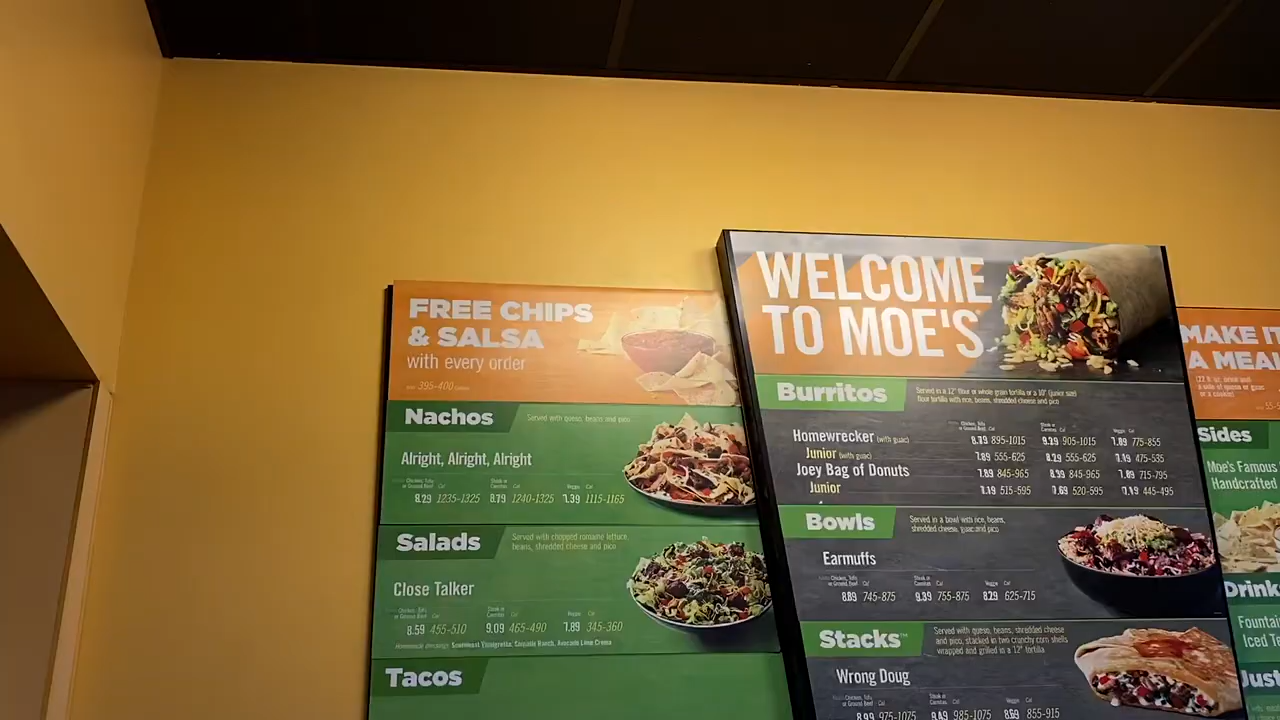 FREE CHIPS
& SALSA
with every order
395-400
Nachos
Served with queso, beans and pico
Alright, Alright, Alright
Chicken, Tofu or Ground Beef Cal
Steak or Carnitas Cal
Veggie Cal
8.29 1235-1325 8.79 1240-1325 7.39 1115-1165
Salads
Served with chopped romaine lettuce,
beans, shredded cheese and pico
Close Talker
Chicken, Tofu or Ground Beef Cal
Steak or Carnitas Cal
Veggie Cal
8.59 455-510 9.09 465-490 7.89 345-360
Homemade dressings: Southwest Vinaigrette, Chipotle Ranch, Avocado Lime Crema
Tacos
WELCOME
TO MOE'S
Burritos
Served in a 12" flour or whole grain tortilla or a 10" (junior size)
flour tortilla with rice, beans, shredded cheese and pico
Chicken, Tofu or Ground Beef Cal
Steak or Carnitas Cal
Veggie Cal
Homewrecker (with guac) 8.79 895-1015 9.29 905-1015 7.89 775-855
Junior (with guac) 7.89 555-625 8.29 555-625 7.19 475-535
Joey Bag of Donuts 7.89 845-965 8.39 845-965 7.09 715-795
Junior 7.19 515-595 7.69 520-595 445-495
Bowls
Served in a bowl with rice, beans,
shredded cheese, guac and pico
Earmuffs
Chicken, Tofu or Ground Beef Cal
Steak or Carnitas Cal
Veggie Cal
8.89 745-875 9.39 755-875 8.29 625-715
Stacks™
Served with queso, beans, shredded cheese
and pico, stacked in two crunchy corn shells
wrapped and grilled in a 12" tortilla
Wrong Doug
Chicken, Tofu or Ground Beef Cal
Steak or Carnitas Cal
Veggie Cal
8.99 975-1075 9.49 985-1075 8.59 855-915
MAKE IT
A MEAL
Sides
Moe's Famous
Handcrafted
Drink
Fountain
Iced T
Just